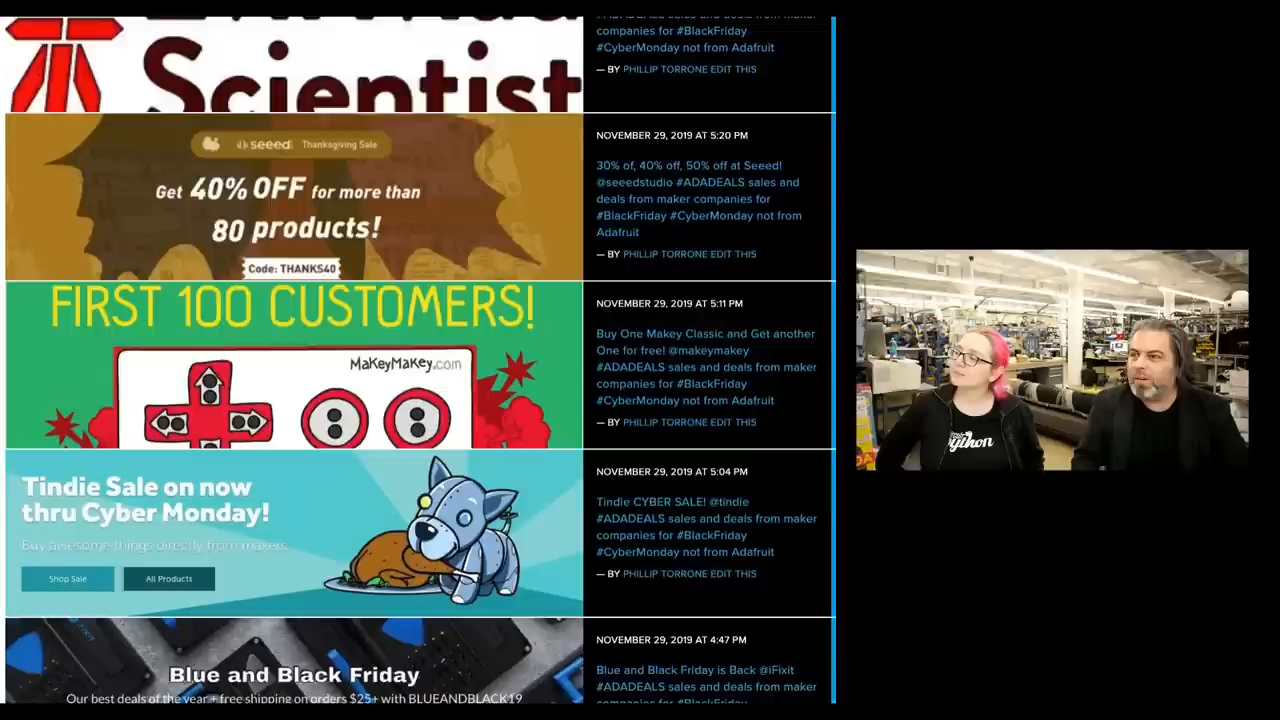 Scientist
companies for #BlackFriday
#CyberMonday not from Adafruit
— BY PHILLIP TORRONE EDIT THIS
seeed Thanksgiving Sale
Get 40% OFF for more than
80 products!
Code: THANKS40
NOVEMBER 29, 2019 AT 5:20 PM
30% of, 40% off, 50% off at Seeed!
@seeedstudio #ADADEALS sales and
deals from maker companies for
#BlackFriday #CyberMonday not from
Adafruit
— BY PHILLIP TORRONE EDIT THIS
FIRST 100 CUSTOMERS!
MaKeyMaKey.com
NOVEMBER 29, 2019 AT 5:11 PM
Buy One Makey Classic and Get another
One for free! @makeymakey
#ADADEALS sales and deals from maker
companies for #BlackFriday
#CyberMonday not from Adafruit
— BY PHILLIP TORRONE EDIT THIS
Tindie Sale on now
thru Cyber Monday!
Buy awesome things directly from makers.
Shop Sale All Products
NOVEMBER 29, 2019 AT 5:04 PM
Tindie CYBER SALE! @tindie
#ADADEALS sales and deals from maker
companies for #BlackFriday
#CyberMonday not from Adafruit
— BY PHILLIP TORRONE EDIT THIS
Blue and Black Friday
Our best deals of the year + free shipping on orders $25+ with BLUEANDBLACK19
NOVEMBER 29, 2019 AT 4:47 PM
Blue and Black Friday is Back @iFixit
#ADADEALS sales and deals from maker
companies for #BlackFriday